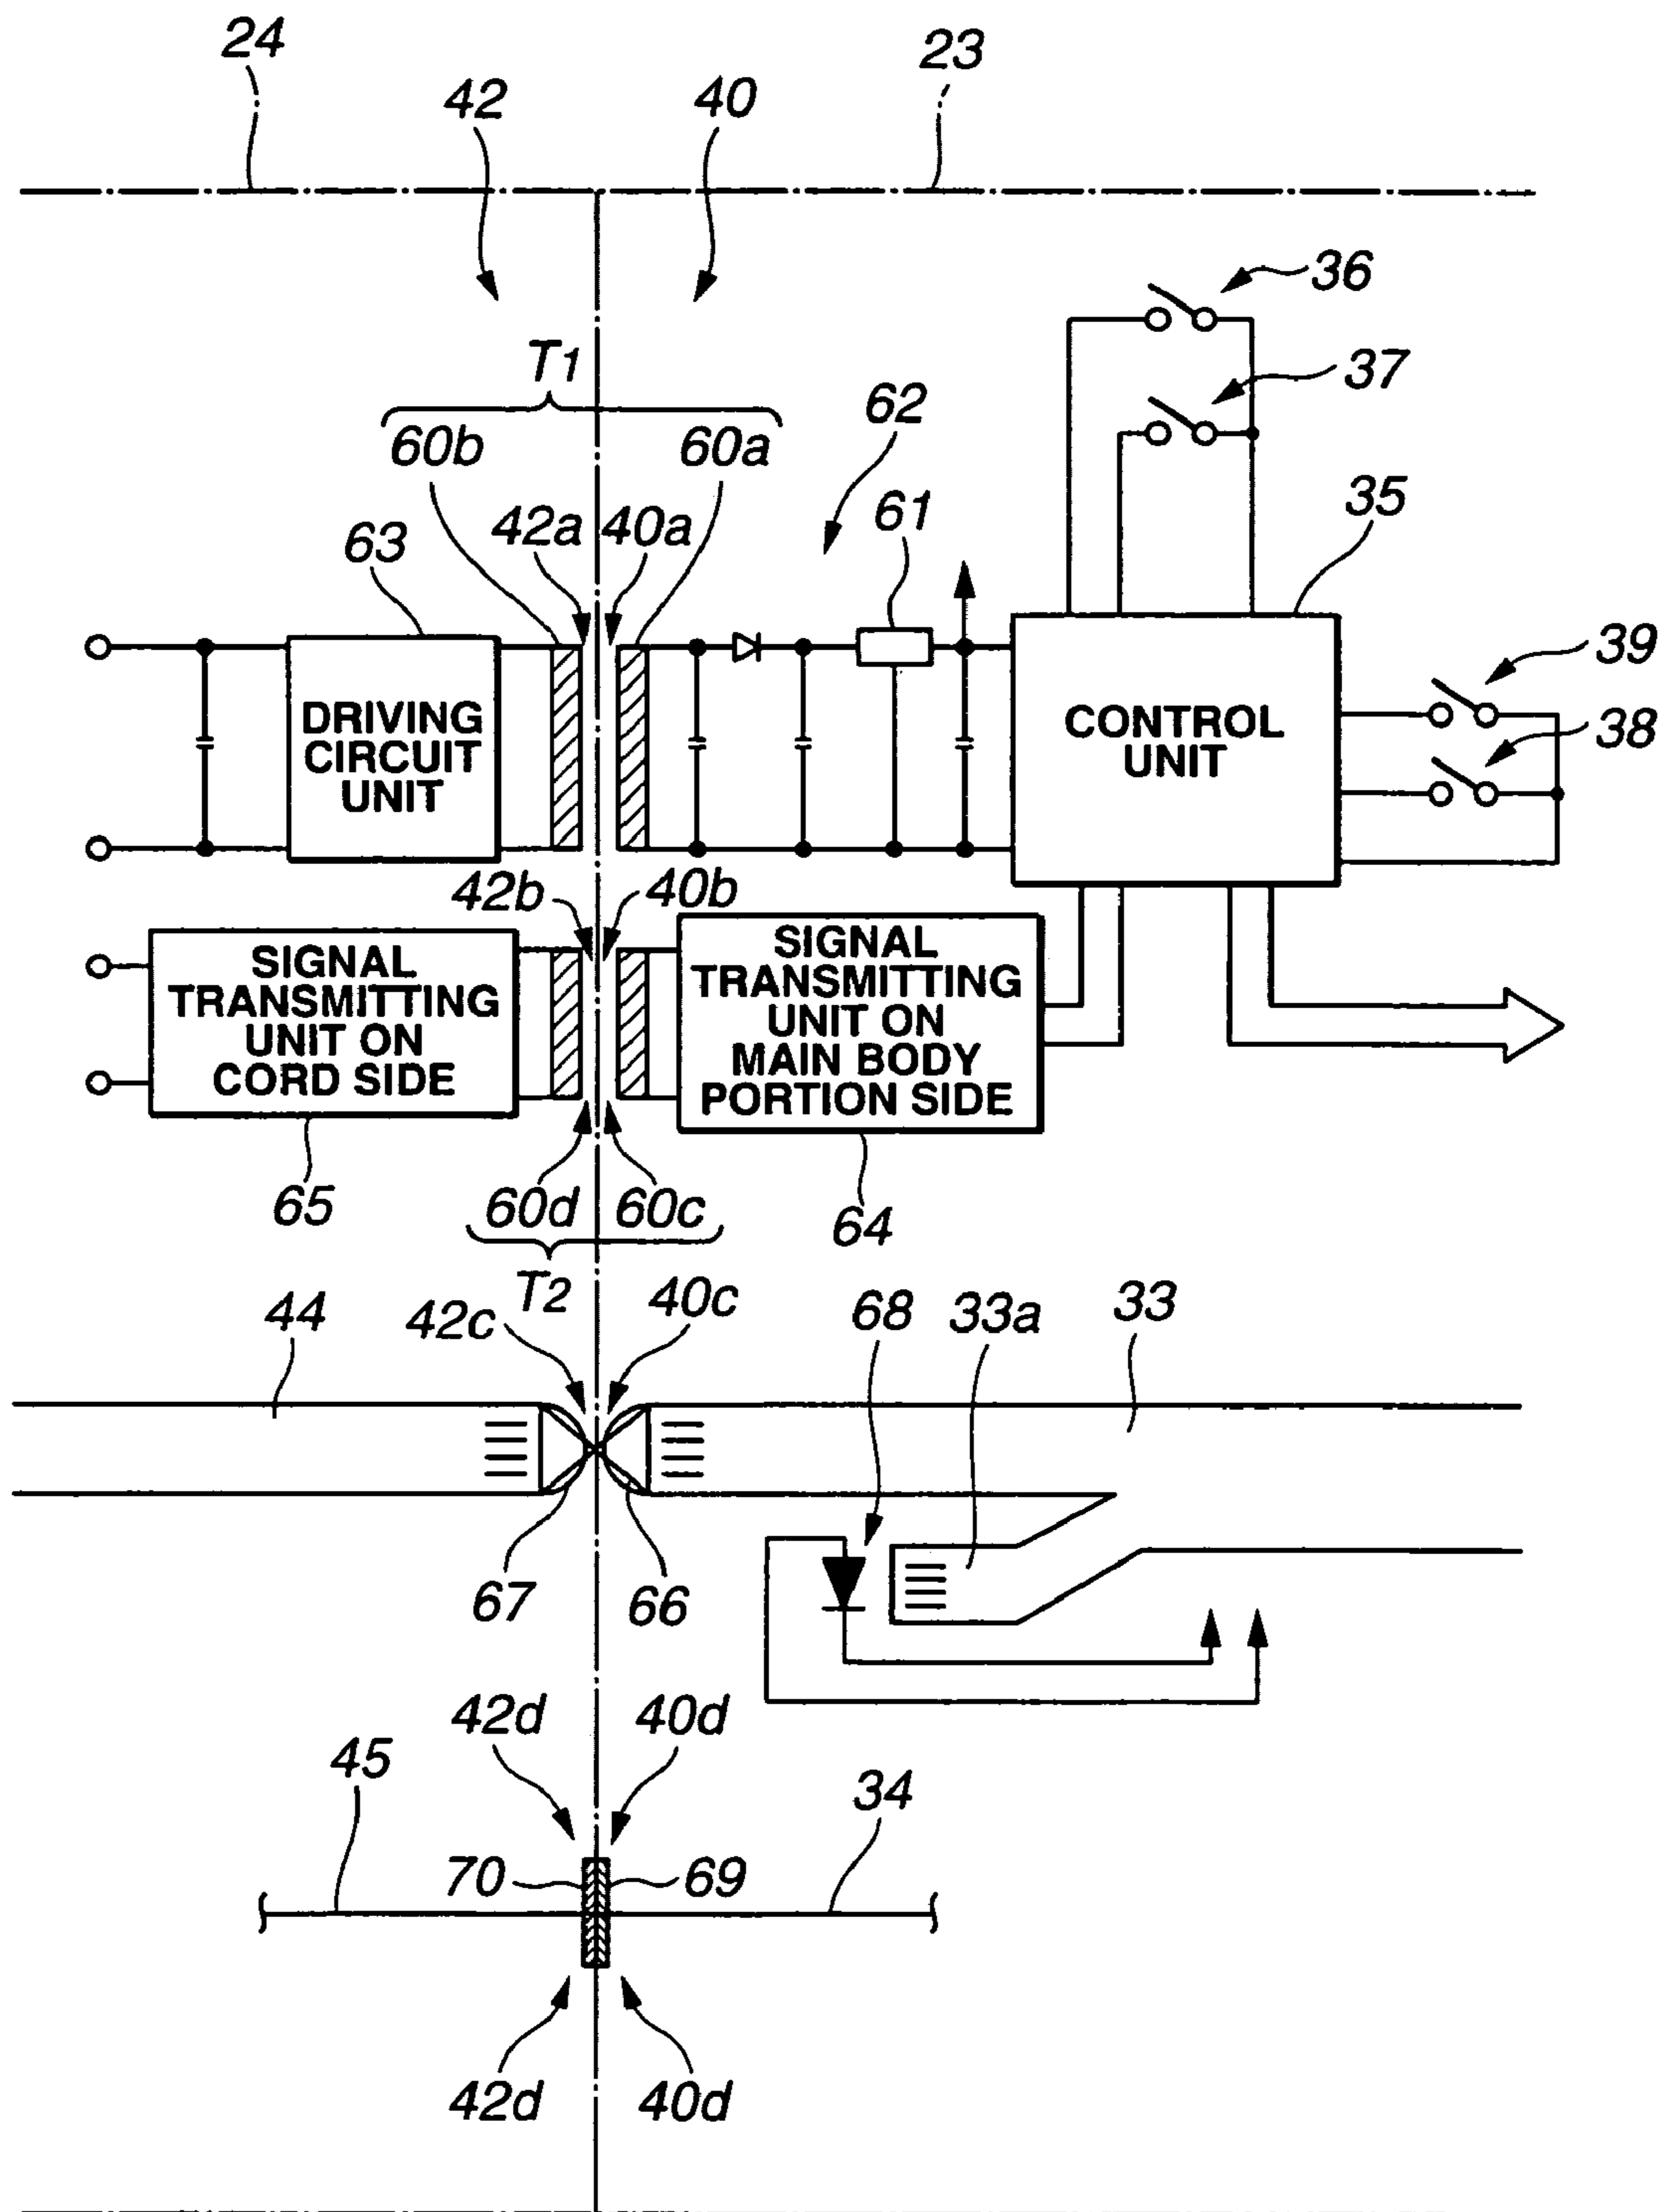 24
23
42
40
36
T1
37
62
60b
60a
35
42a
40a
61
63
39
DRIVING
CIRCUIT
UNIT
CONTROL
UNIT
38
42b
40b
SIGNAL
TRANSMITTING
UNIT ON
CORD SIDE
SIGNAL
TRANSMITTING
UNIT ON
MAIN BODY
PORTION SIDE
65
60d
60c
64
T2
44
42c
40c
68
33a
33
67
66
42d
40d
45
34
70
69
42d
40d